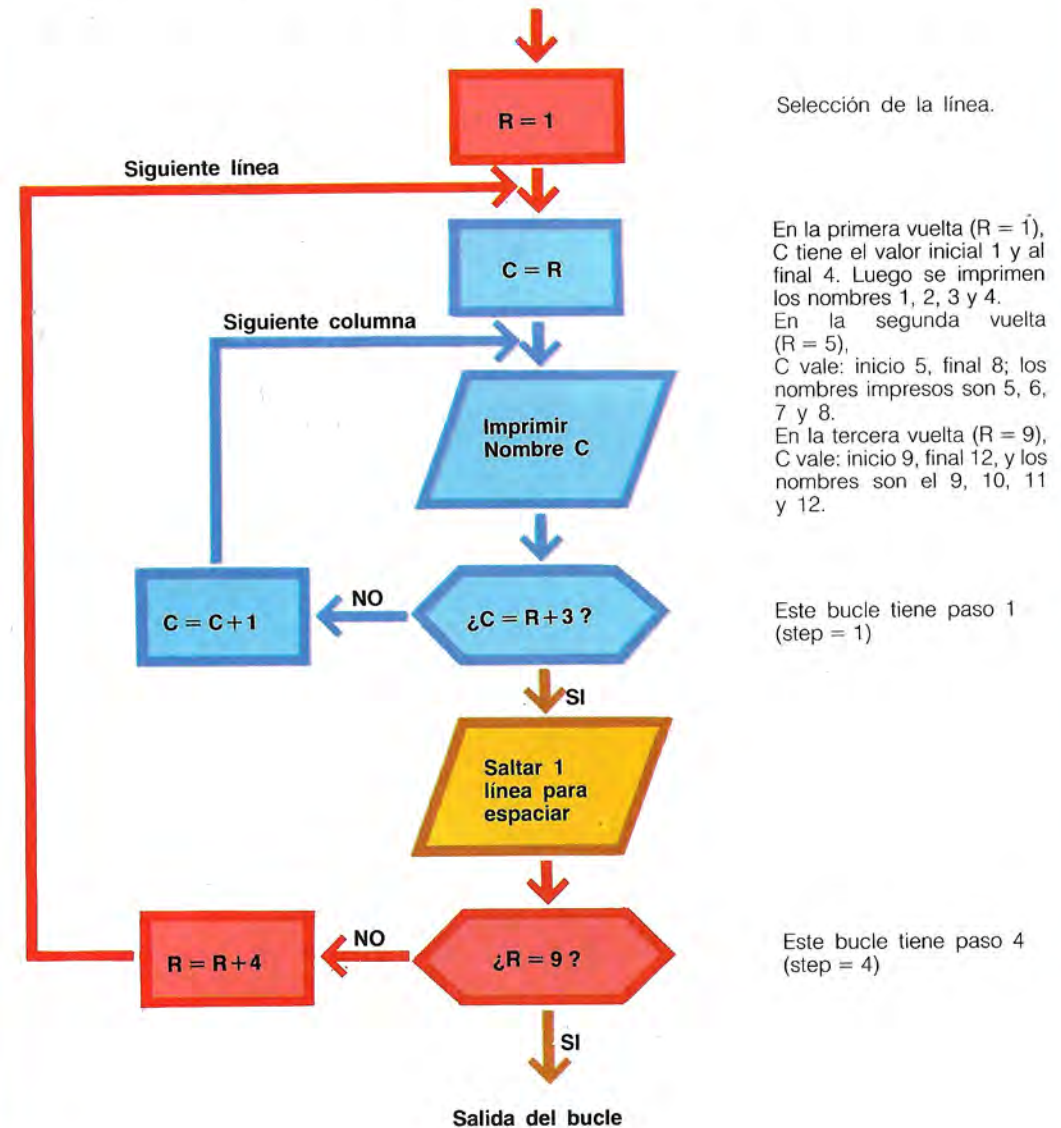 R = 1
Selección de la línea.
Siguiente línea
C = R
En la primera vuelta (R = 1),
C tiene el valor inicial 1 y al
final 4. Luego se imprimen
los nombres 1, 2, 3 y 4.
En la segunda vuelta
(R = 5),
C vale: inicio 5, final 8; los
nombres impresos son 5, 6,
7 y 8.
En la tercera vuelta (R = 9),
C vale: inicio 9, final 12, y los
nombres son el 9, 10, 11
y 12.
Siguiente columna
Imprimir
Nombre C
C = C+1
NO
¿C = R+3 ?
Este bucle tiene paso 1
(step = 1)
SI
Saltar 1
línea para
espaciar
R = R+4
NO
¿R = 9 ?
Este bucle tiene paso 4
(step = 4)
SI
Salida del bucle